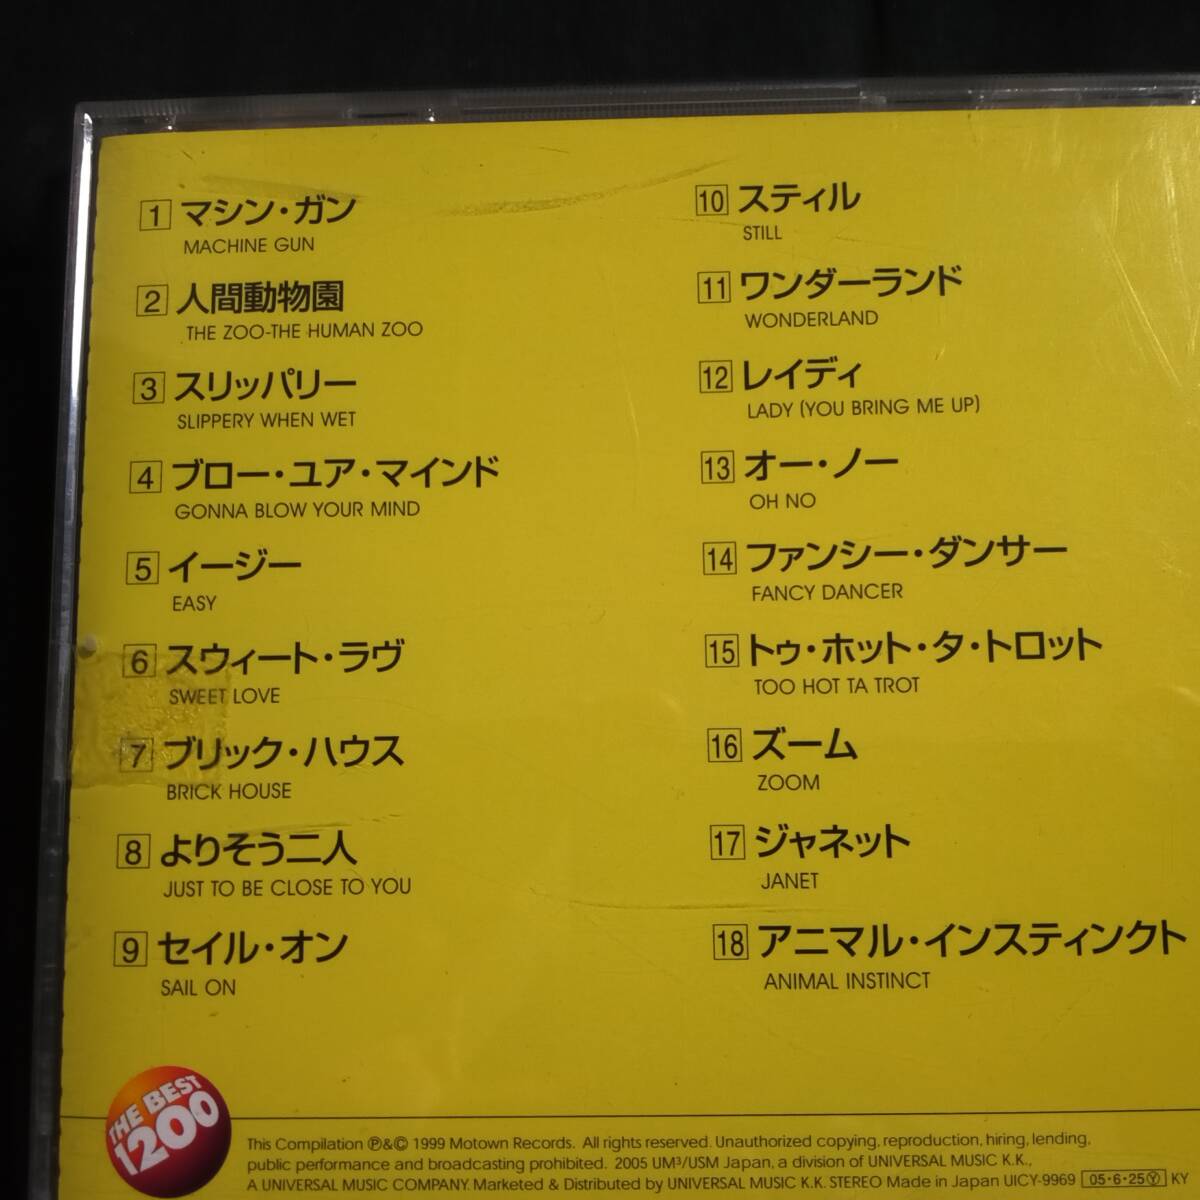 1 マシン・ガン
MACHINE GUN
2 人間動物園
THE ZOO-THE HUMAN ZOO
3 スリッパリー
SLIPPERY WHEN WET
4 ブロー・ユア・マインド
GONNA BLOW YOUR MIND
5 イージー
EASY
6 スウィート・ラヴ
SWEET LOVE
7 ブリック・ハウス
BRICK HOUSE
8 よりそう二人
JUST TO BE CLOSE TO YOU
9 セイル・オン
SAIL ON
10 スティル
STILL
11 ワンダーランド
WONDERLAND
12 レイディ
LADY (YOU BRING ME UP)
13 オー・ノー
OH NO
14 ファンシー・ダンサー
FANCY DANCER
15 トゥ・ホット・タ・トロット
TOO HOT TA TROT
16 ズーム
ZOOM
17 ジャネット
JANET
18 アニマル・インスティンクト
ANIMAL INSTINCT
THE BEST
1200
This Compilation ℗&© 1999 Motown Records. All rights reserved. Unauthorized copying, reproduction, hiring, lending,
public performance and broadcasting prohibited. 2005 UM³/USM Japan, a division of UNIVERSAL MUSIC K.K.,
A UNIVERSAL MUSIC COMPANY. Marketed & Distributed by UNIVERSAL MUSIC K.K. STEREO Made in Japan UICY-9969 05・6・25Ⓨ KY